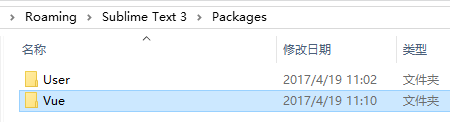 Roaming > Sublime Text 3 > Packages
名称 修改日期 类型
User 2017/4/19 11:02 文件夹
Vue 2017/4/19 11:10 文件夹